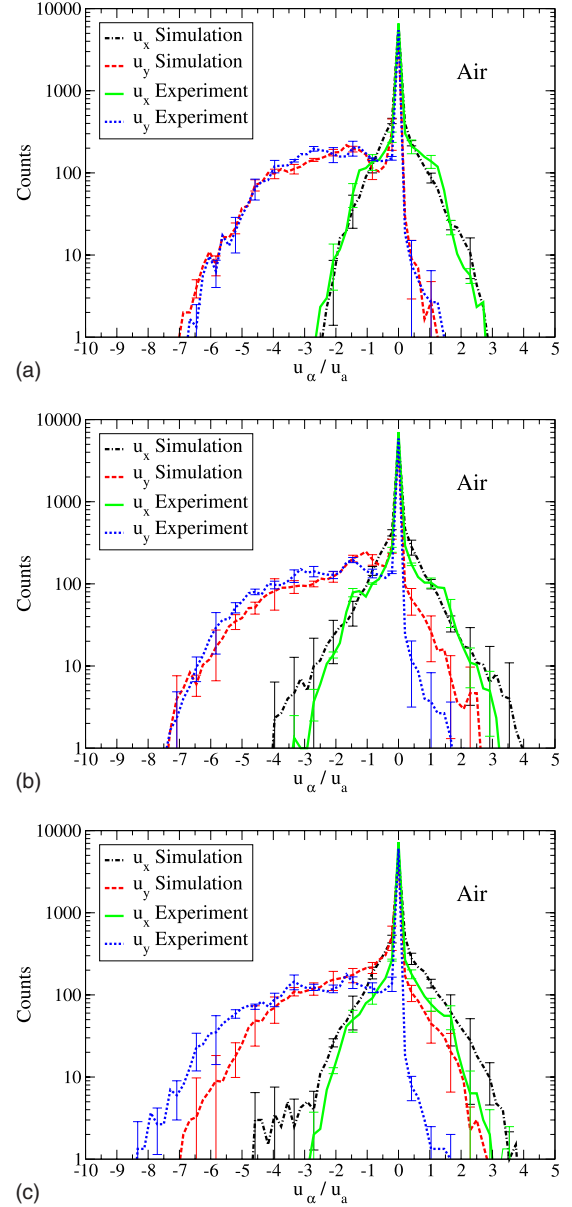 10000
1000
100
10
1
Counts
u_x Simulation
u_y Simulation
u_x Experiment
u_y Experiment
Air
-10 -9 -8 -7 -6 -5 -4 -3 -2 -1 0 1 2 3 4 5
u_α / u_a
(a)
10000
1000
100
10
1
Counts
u_x Simulation
u_y Simulation
u_x Experiment
u_y Experiment
Air
-10 -9 -8 -7 -6 -5 -4 -3 -2 -1 0 1 2 3 4 5
u_α / u_a
(b)
10000
1000
100
10
1
Counts
u_x Simulation
u_y Simulation
u_x Experiment
u_y Experiment
Air
-10 -9 -8 -7 -6 -5 -4 -3 -2 -1 0 1 2 3 4 5
u_α / u_a
(c)